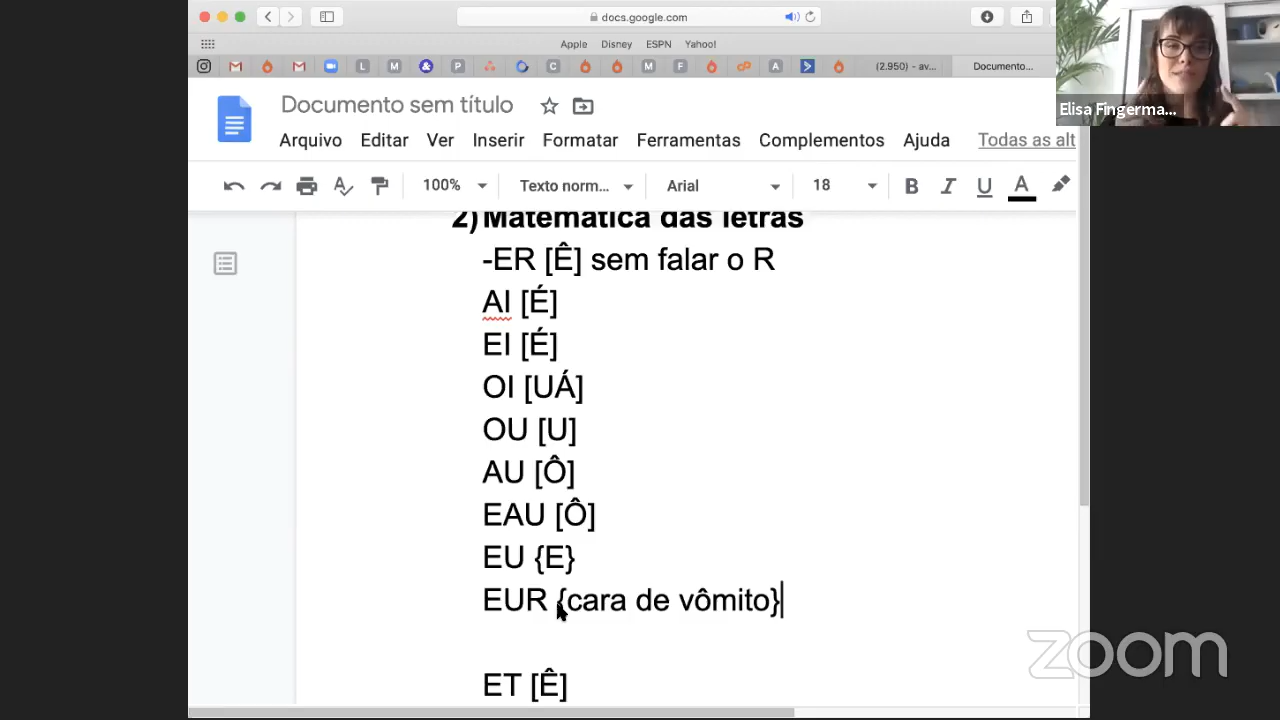 docs.google.com
Apple Disney ESPN Yahoo!
L M & P C M F CP A (2.950) - av... Documento...
Documento sem título
Arquivo Editar Ver Inserir Formatar Ferramentas Complementos Ajuda Todas as alt
100% Texto norm... Arial 18 B I U A
Elisa Fingerma...
2) Matemática das letras
-ER [Ê] sem falar o R
AI [É]
EI [É]
OI [UÁ]
OU [U]
AU [Ô]
EAU [Ô]
EU {E}
EUR {cara de vômito}
ET [Ê]
zoom